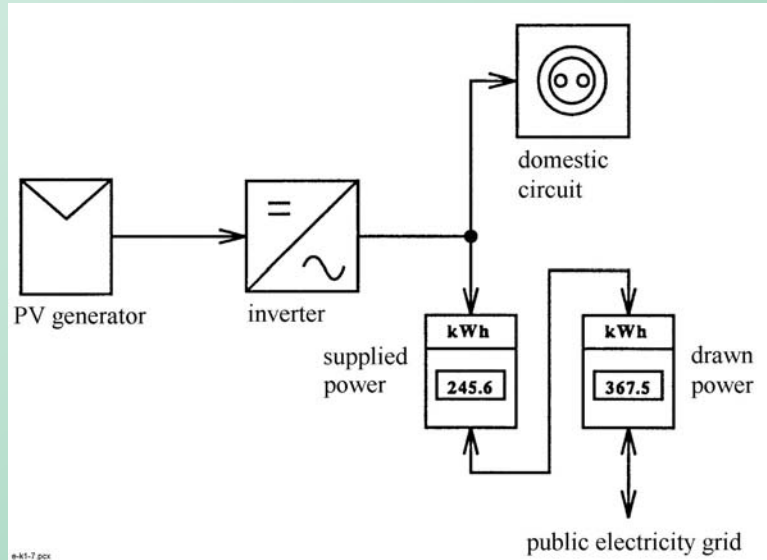 domestic
circuit
PV generator
inverter
supplied
power
kWh
245.6
kWh
367.5
drawn
power
public electricity grid
e-k1-7.pcx